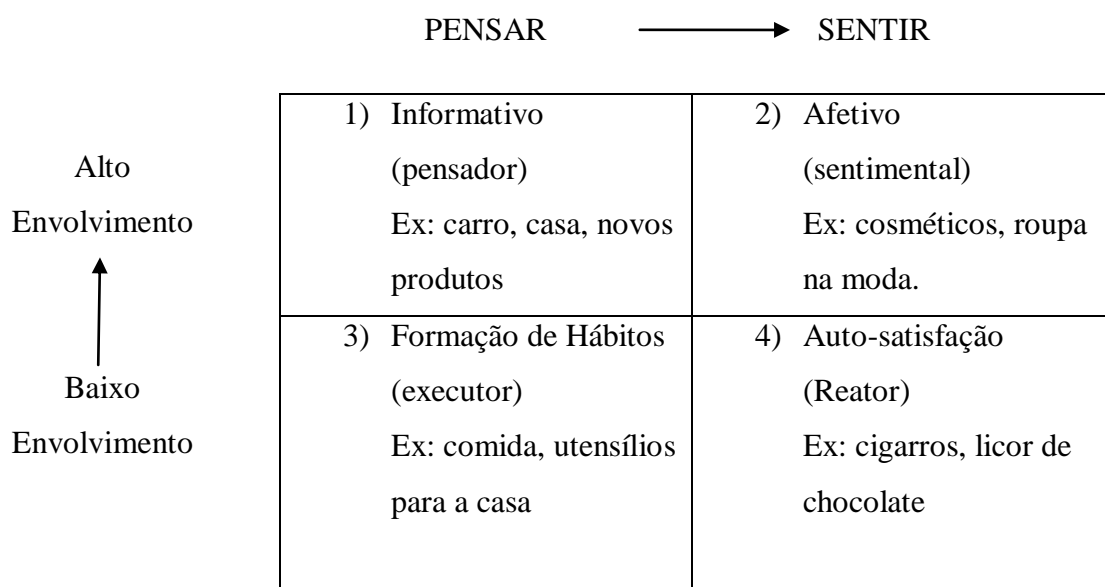 PENSAR SENTIR
Alto
Envolvimento
1) Informativo
(pensador)
Ex: carro, casa, novos
produtos
2) Afetivo
(sentimental)
Ex: cosméticos, roupa
na moda.
Baixo
Envolvimento
3) Formação de Hábitos
(executor)
Ex: comida, utensílios
para a casa
4) Auto-satisfação
(Reator)
Ex: cigarros, licor de
chocolate